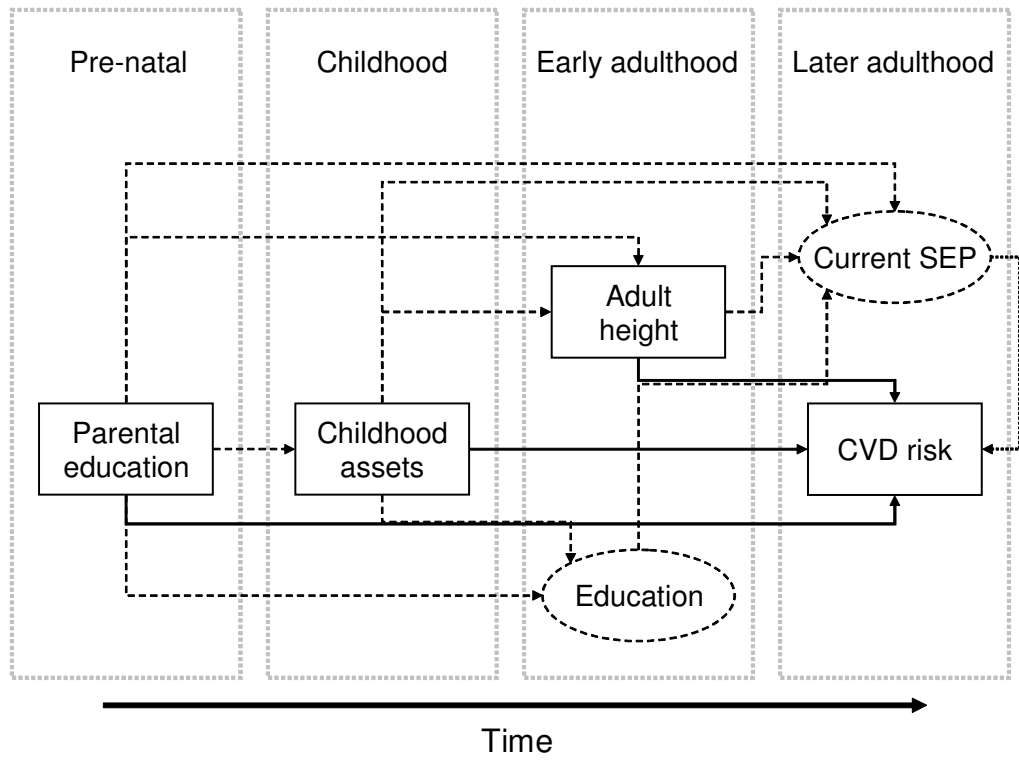 Pre-natal
Childhood
Early adulthood
Later adulthood
Current SEP
Adult
height
Parental
education
Childhood
assets
CVD risk
Education
Time